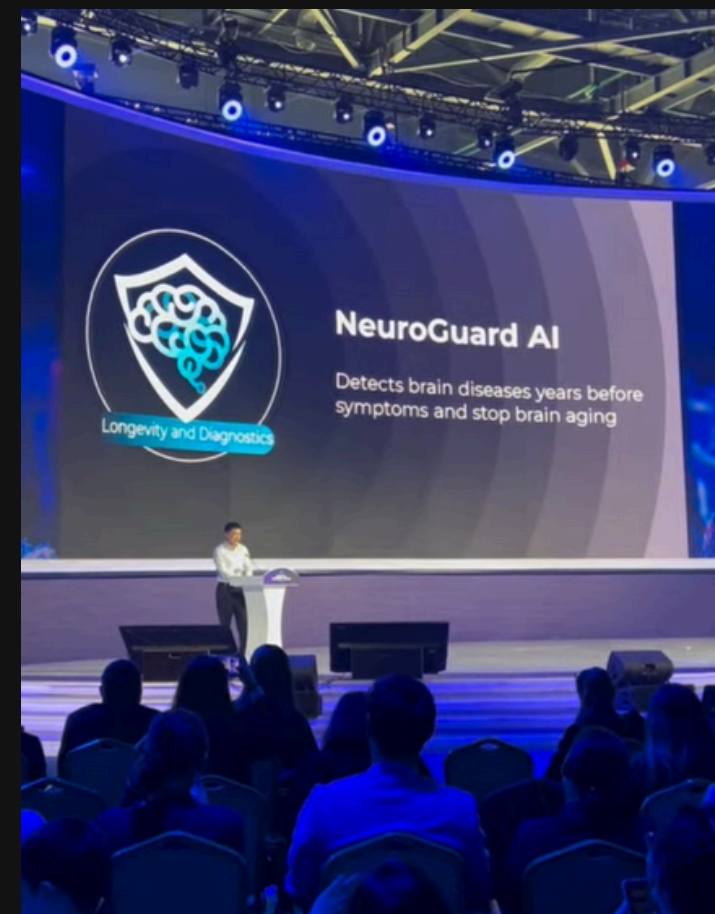 NeuroGuard AI
Detects brain diseases years before
symptoms and stop brain aging
Longevity and Diagnostics